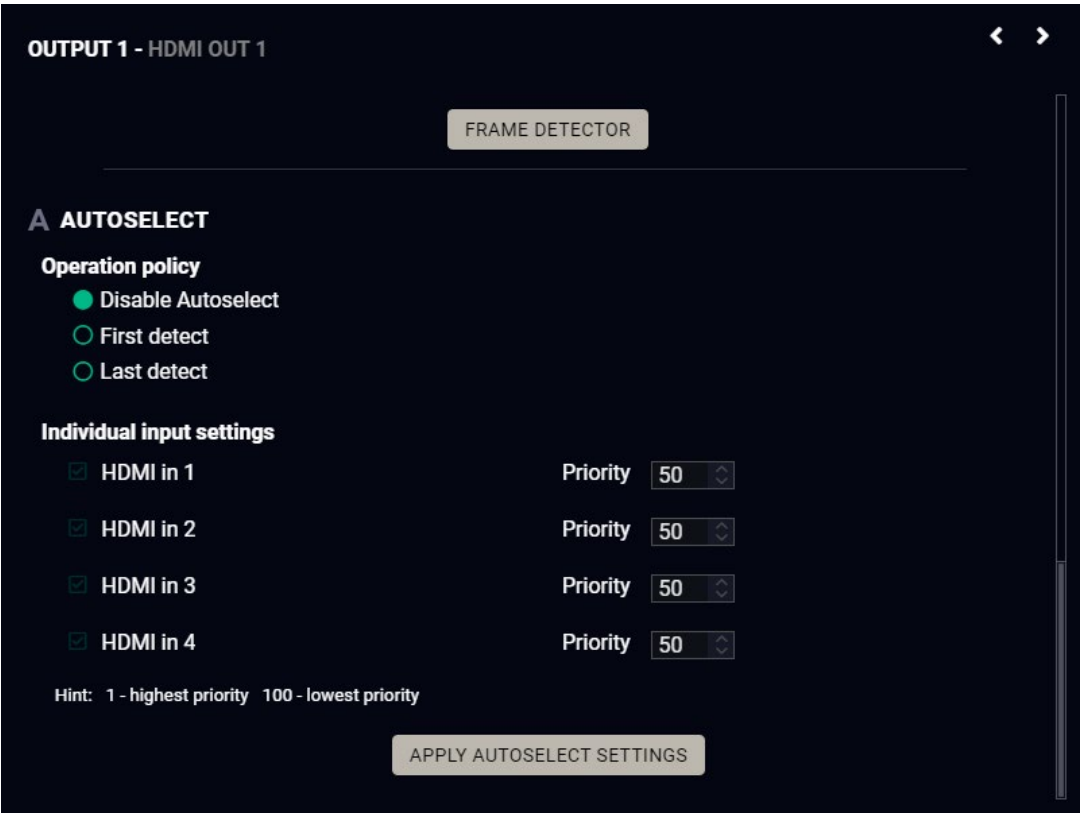 OUTPUT 1 - HDMI OUT 1
FRAME DETECTOR
A AUTOSELECT
Operation policy
Disable Autoselect
First detect
Last detect
Individual input settings
HDMI in 1 Priority 50
HDMI in 2 Priority 50
HDMI in 3 Priority 50
HDMI in 4 Priority 50
Hint: 1 - highest priority 100 - lowest priority
APPLY AUTOSELECT SETTINGS